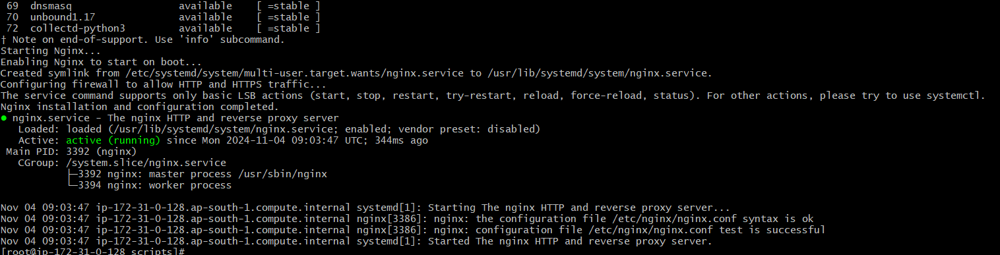 69  dnsmasq                  available    [ =stable ]
70  unbound1.17              available    [ =stable ]
72  collectd-python3         available    [ =stable ]
† Note on end-of-support. Use 'info' subcommand.
Starting Nginx...
Enabling Nginx to start on boot...
Created symlink from /etc/systemd/system/multi-user.target.wants/nginx.service to /usr/lib/systemd/system/nginx.service.
Configuring firewall to allow HTTP and HTTPS traffic...
The service command supports only basic LSB actions (start, stop, restart, try-restart, reload, force-reload, status). For other actions, please try to use systemctl.
Nginx installation and configuration completed.
● nginx.service - The nginx HTTP and reverse proxy server
   Loaded: loaded (/usr/lib/systemd/system/nginx.service; enabled; vendor preset: disabled)
   Active: active (running) since Mon 2024-11-04 09:03:47 UTC; 344ms ago
 Main PID: 3392 (nginx)
   CGroup: /system.slice/nginx.service
           ├─3392 nginx: master process /usr/sbin/nginx
           └─3394 nginx: worker process
Nov 04 09:03:47 ip-172-31-0-128.ap-south-1.compute.internal systemd[1]: Starting The nginx HTTP and reverse proxy server...
Nov 04 09:03:47 ip-172-31-0-128.ap-south-1.compute.internal nginx[3386]: nginx: the configuration file /etc/nginx/nginx.conf syntax is ok
Nov 04 09:03:47 ip-172-31-0-128.ap-south-1.compute.internal nginx[3386]: nginx: configuration file /etc/nginx/nginx.conf test is successful
Nov 04 09:03:47 ip-172-31-0-128.ap-south-1.compute.internal systemd[1]: Started The nginx HTTP and reverse proxy server.
[root@ip-172-31-0-128 scripts]#